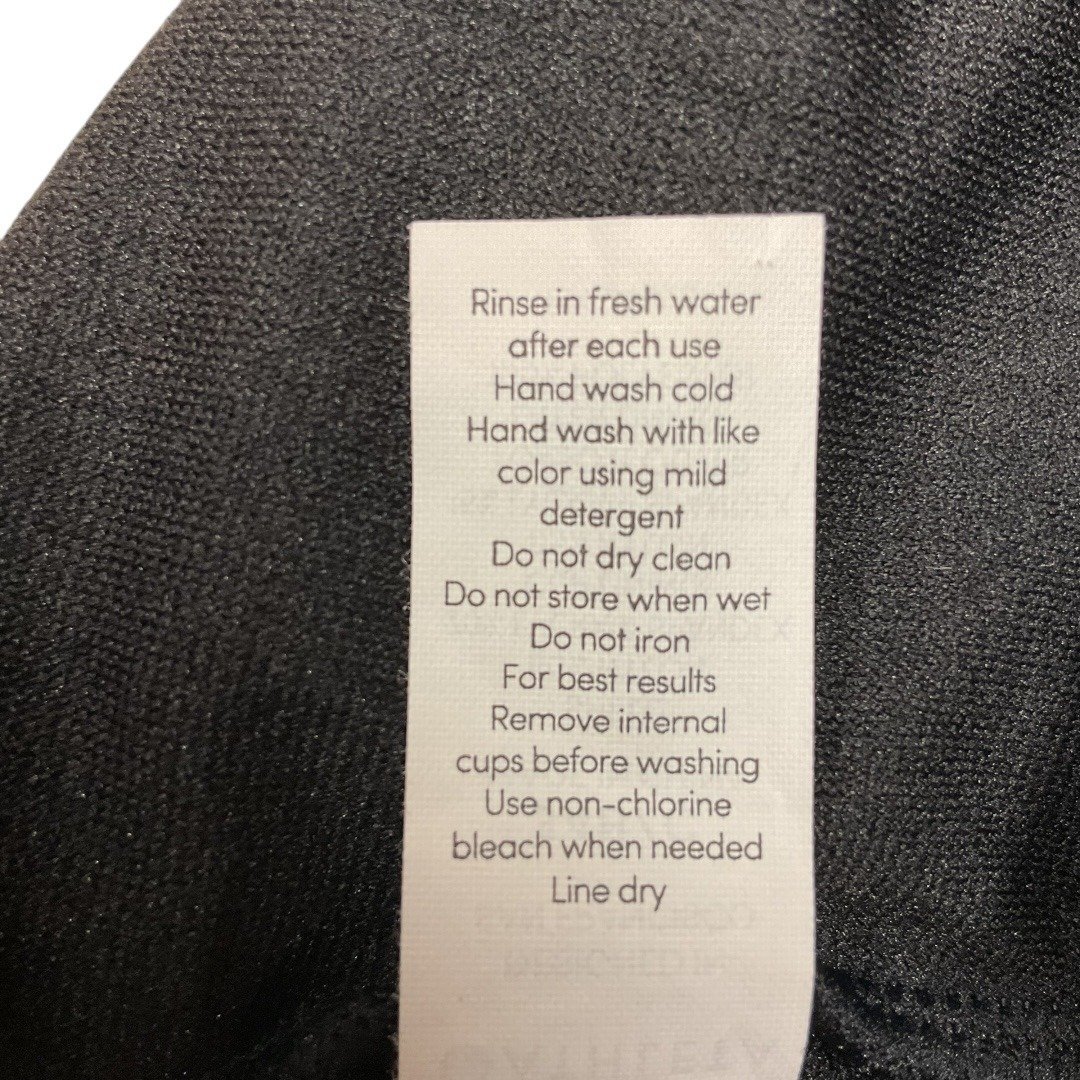 Rinse in fresh water
after each use
Hand wash cold
Hand wash with like
color using mild
detergent
Do not dry clean
Do not store when wet
Do not iron
For best results
Remove internal
cups before washing
Use non-chlorine
bleach when needed
Line dry